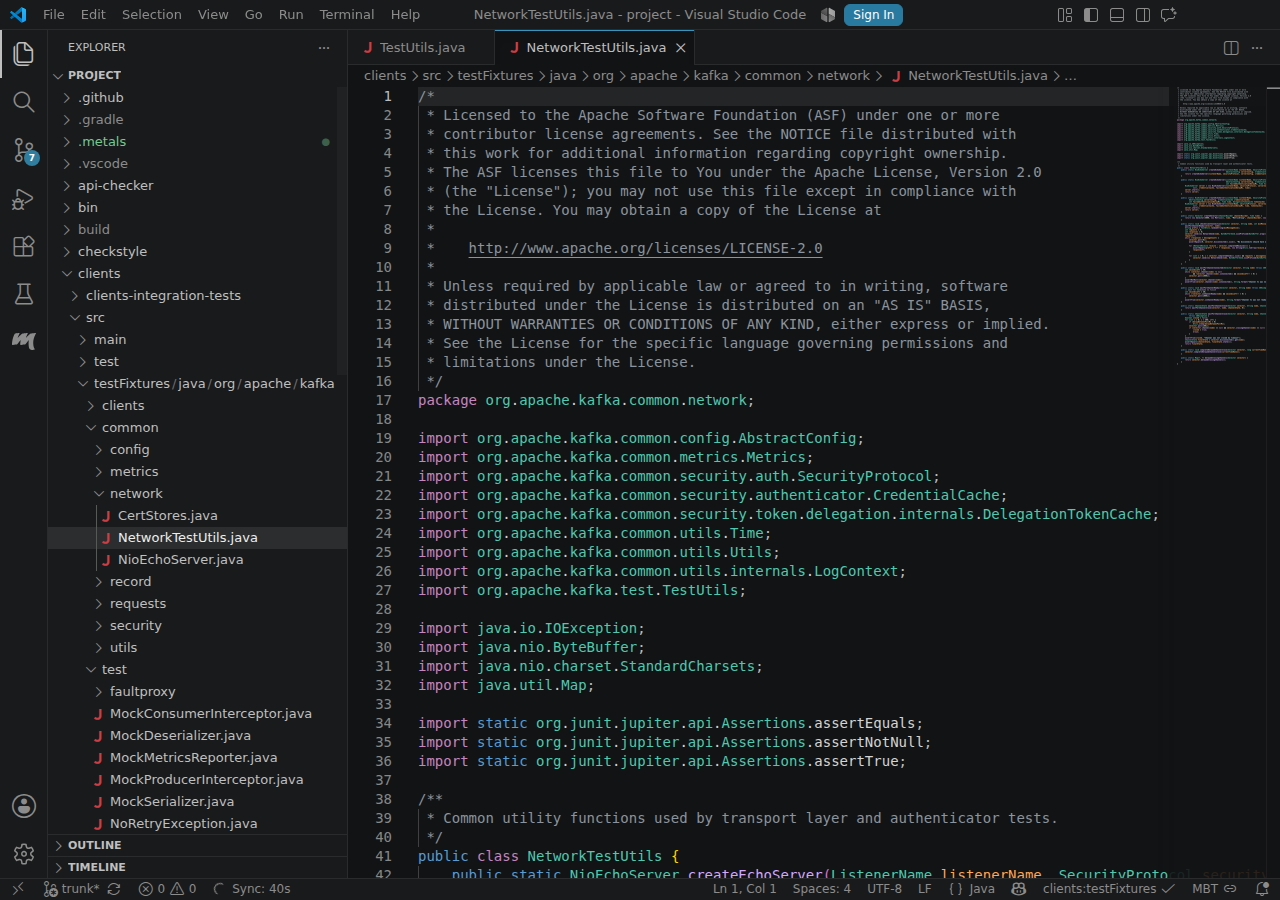 File Edit Selection View Go Run Terminal Help
NetworkTestUtils.java - project - Visual Studio Code
Sign In
EXPLORER
PROJECT
.github
.gradle
.metals
.vscode
api-checker
bin
build
checkstyle
clients
clients-integration-tests
src
main
test
testFixtures/java/org/apache/kafka
clients
common
config
metrics
network
CertStores.java
NetworkTestUtils.java
NioEchoServer.java
record
requests
security
utils
test
faultproxy
MockConsumerInterceptor.java
MockDeserializer.java
MockMetricsReporter.java
MockProducerInterceptor.java
MockSerializer.java
NoRetryException.java
OUTLINE
TIMELINE
7
TestUtils.java
NetworkTestUtils.java
clients > src > testFixtures > java > org > apache > kafka > common > network > NetworkTestUtils.java > ...
1 /*
2 * Licensed to the Apache Software Foundation (ASF) under one or more
3 * contributor license agreements. See the NOTICE file distributed with
4 * this work for additional information regarding copyright ownership.
5 * The ASF licenses this file to You under the Apache License, Version 2.0
6 * (the "License"); you may not use this file except in compliance with
7 * the License. You may obtain a copy of the License at
8 *
9 *    http://www.apache.org/licenses/LICENSE-2.0
10 *
11 * Unless required by applicable law or agreed to in writing, software
12 * distributed under the License is distributed on an "AS IS" BASIS,
13 * WITHOUT WARRANTIES OR CONDITIONS OF ANY KIND, either express or implied.
14 * See the License for the specific language governing permissions and
15 * limitations under the License.
16 */
17 package org.apache.kafka.common.network;
18
19 import org.apache.kafka.common.config.AbstractConfig;
20 import org.apache.kafka.common.metrics.Metrics;
21 import org.apache.kafka.common.security.auth.SecurityProtocol;
22 import org.apache.kafka.common.security.authenticator.CredentialCache;
23 import org.apache.kafka.common.security.token.delegation.internals.DelegationTokenCache;
24 import org.apache.kafka.common.utils.Time;
25 import org.apache.kafka.common.utils.Utils;
26 import org.apache.kafka.common.utils.internals.LogContext;
27 import org.apache.kafka.test.TestUtils;
28
29 import java.io.IOException;
30 import java.nio.ByteBuffer;
31 import java.nio.charset.StandardCharsets;
32 import java.util.Map;
33
34 import static org.junit.jupiter.api.Assertions.assertEquals;
35 import static org.junit.jupiter.api.Assertions.assertNotNull;
36 import static org.junit.jupiter.api.Assertions.assertTrue;
37
38 /**
39 * Common utility functions used by transport layer and authenticator tests.
40 */
41 public class NetworkTestUtils {
42 public static NioEchoServer createEchoServer(ListenerName listenerName, SecurityProtocol security
trunk* 0 0 Sync: 40s
Ln 1, Col 1 Spaces: 4 UTF-8 LF { } Java clients:testFixtures MBT